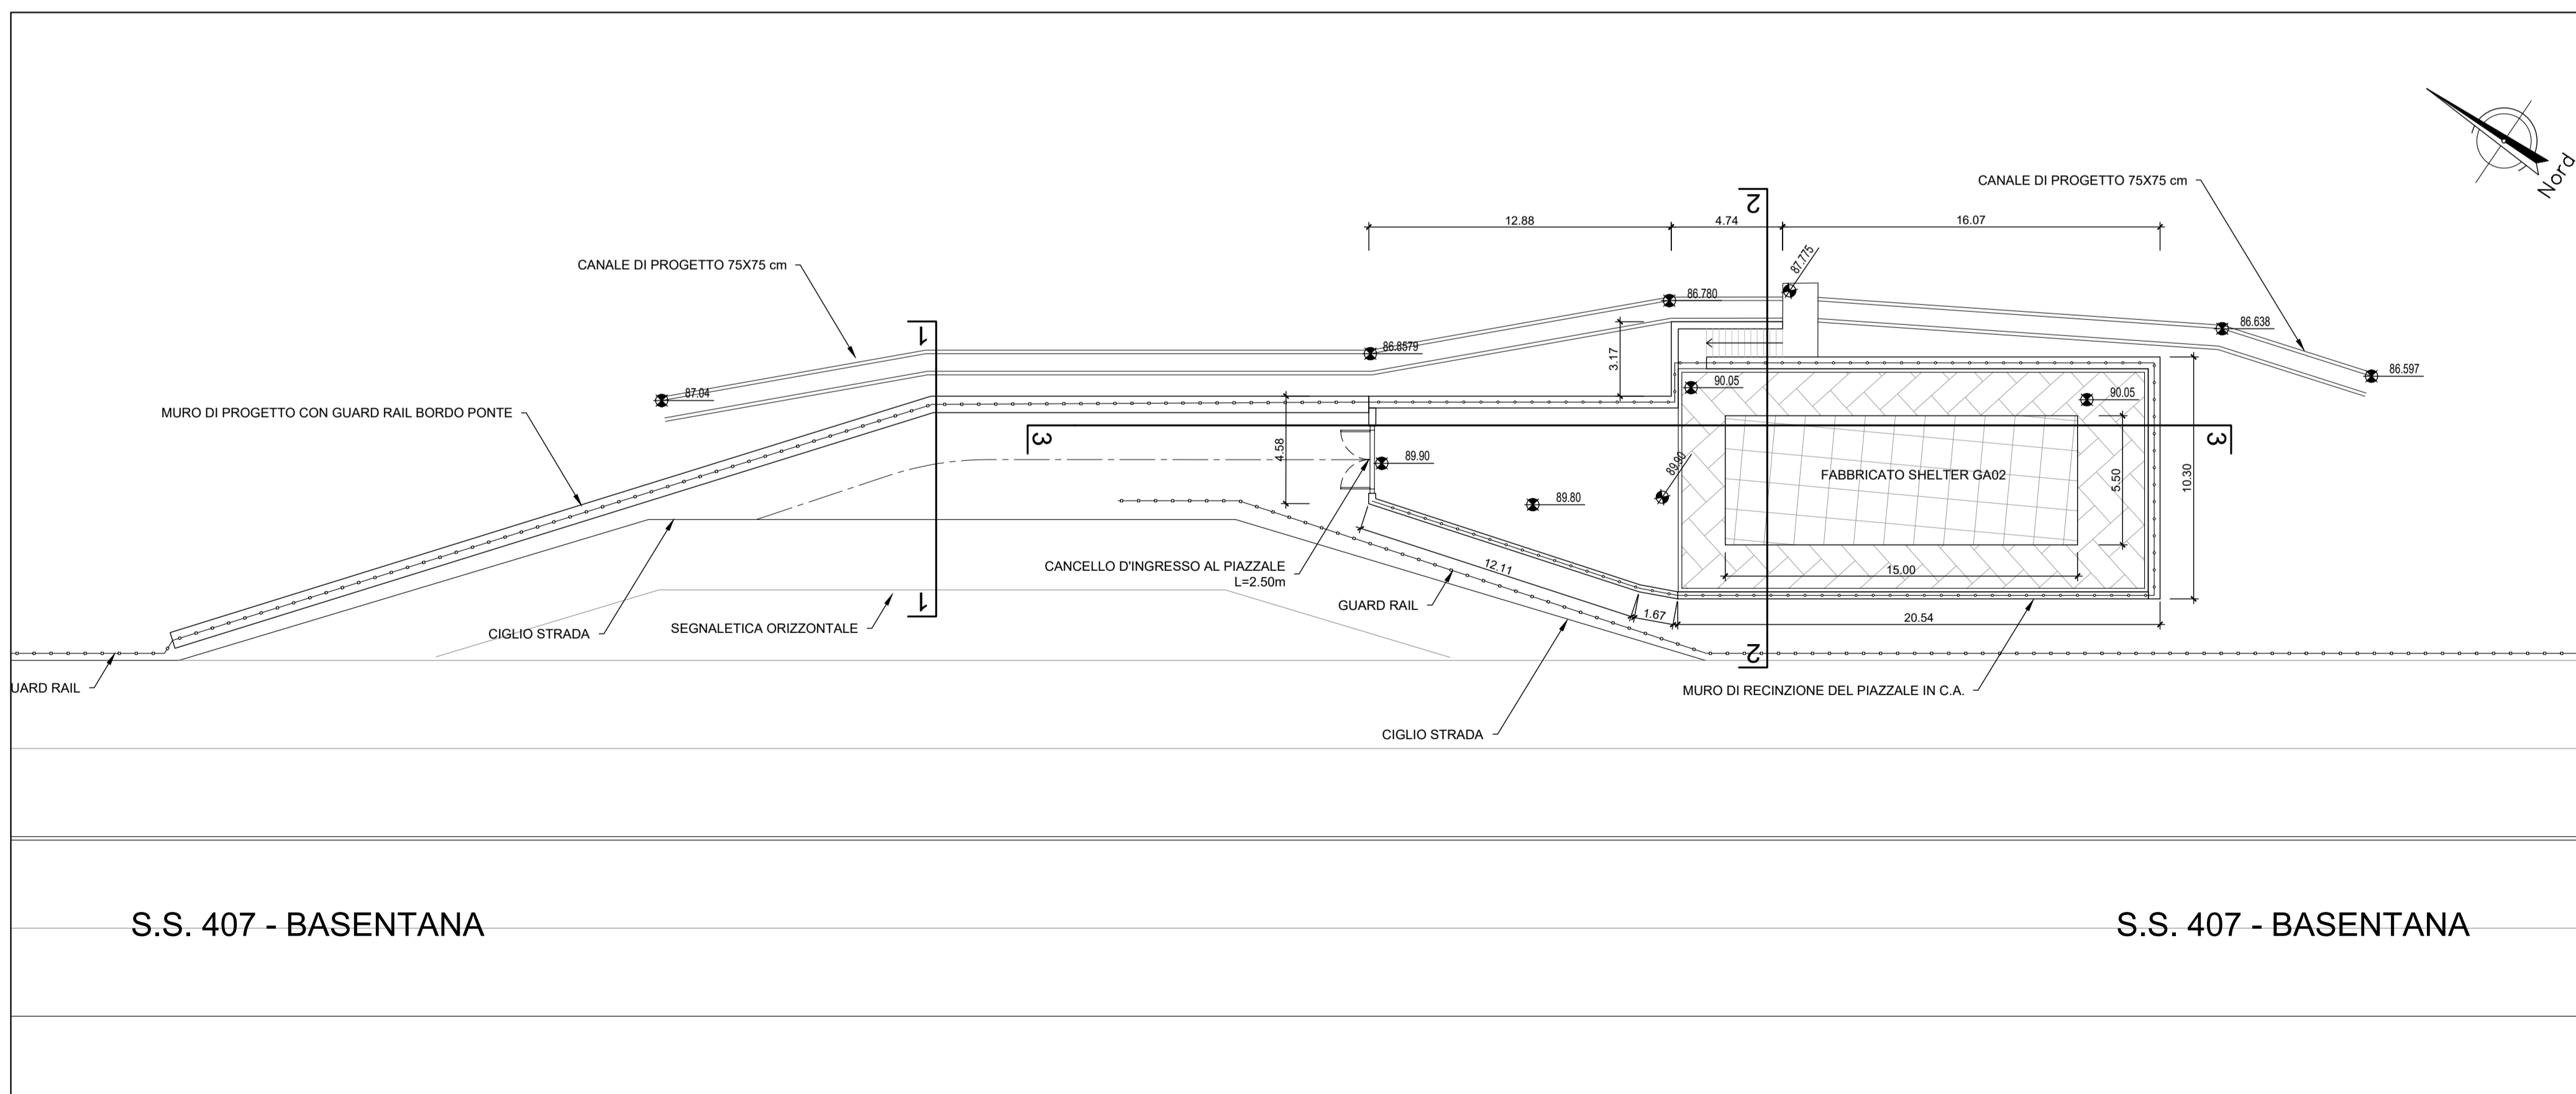 Nord
CANALE DI PROGETTO 75X75 cm
2
12.88
4.74
16.07
87.775
CANALE DI PROGETTO 75X75 cm
86.780
86.638
1
86.8579
3.17
86.597
87.04
90.05
90.05
MURO DI PROGETTO CON GUARD RAIL BORDO PONTE
3
3
4.58
89.90
89.90
FABBRICATO SHELTER GA02
5.50
10.30
89.80
CANCELLO D'INGRESSO AL PIAZZALE
L=2.50m
12.11
15.00
GUARD RAIL
1
1.67
20.54
CIGLIO STRADA
SEGNALETICA ORIZZONTALE
2
UARD RAIL
MURO DI RECINZIONE DEL PIAZZALE IN C.A.
CIGLIO STRADA
S.S. 407 - BASENTANA
S.S. 407 - BASENTANA